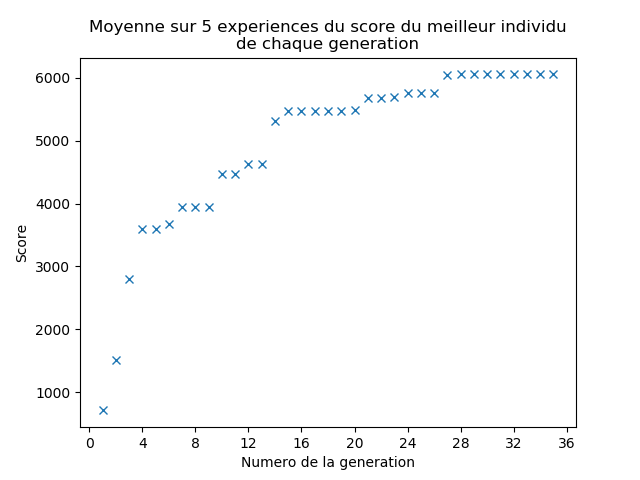 Moyenne sur 5 experiences du score du meilleur individu
de chaque generation
6000
5000
4000
3000
2000
1000
Score
0 4 8 12 16 20 24 28 32 36
Numero de la generation